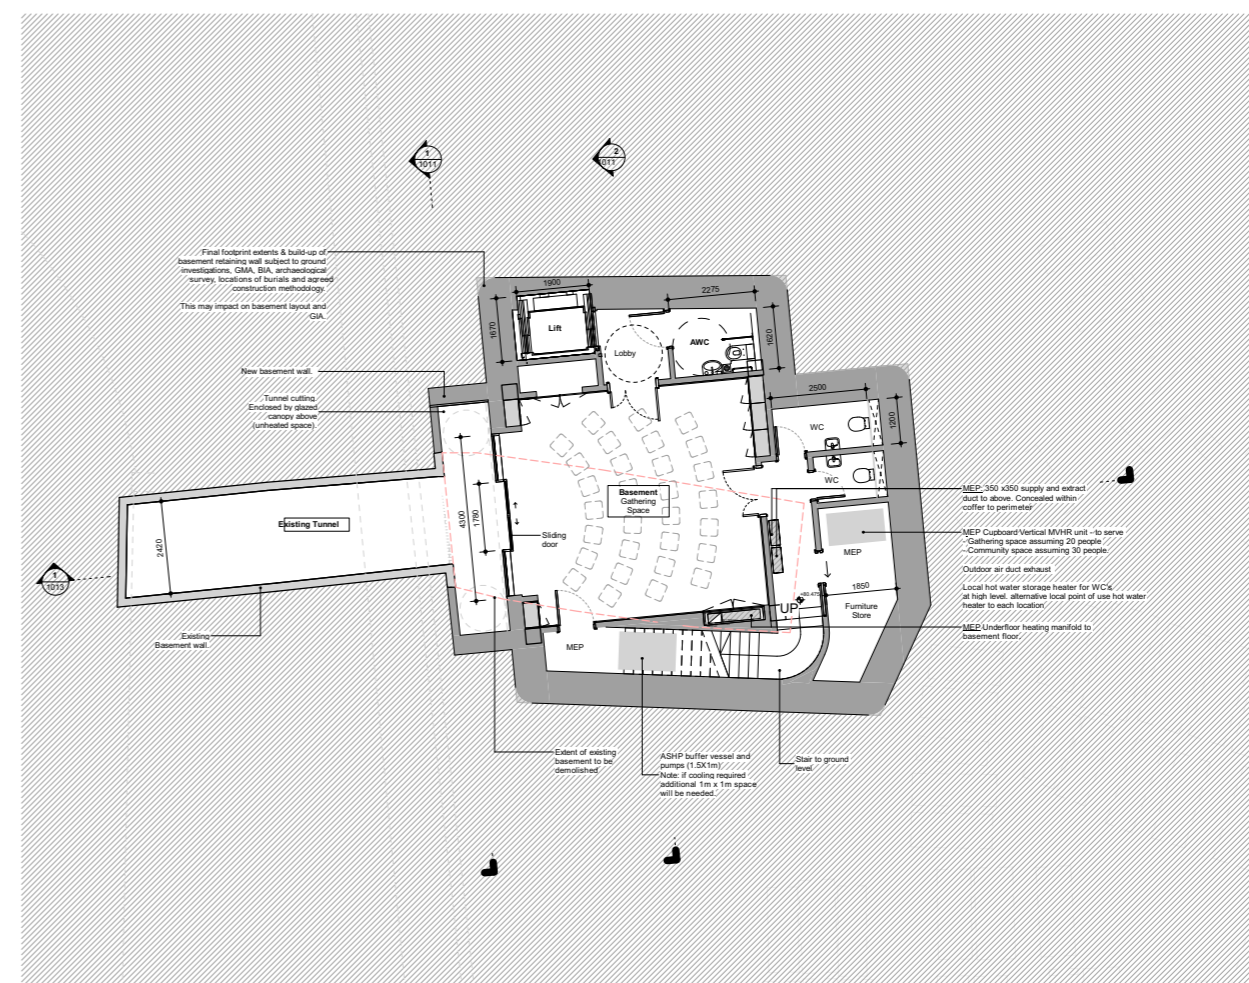 1
1011
2
1011
Final footprint extents & build-up of
basement retaining wall subject to ground
investigations, GMA, BIA, archaeological
survey, locations of burials and agreed
construction methodology.
This may impact on basement layout and
GIA.
1900
2275
1670
Lift
Lobby
AWC
1620
New basement wall.
Tunnel cutting.
Enclosed by glazed
canopy above
(unheated space).
2500
1200
WC
WC
Basement
Gathering
Space
MEP. 350 x350 supply and extract
duct to above. Concealed within
coffer to perimeter
Existing Tunnel
4300
1780
2420
Sliding
door
MEP
MEP Cupboard Vertical MVHR unit - to serve
- Gathering space assuming 20 people
- Community space assuming 30 people.
Outdoor air duct exhaust
Local hot water storage heater for WC's
at high level. alternative local point of use hot water
heater to each location
1
1013
1850
+80.475
UP
Furniture
Store
MEP Underfloor heating manifold to
basement floor.
Existing
Basement wall.
MEP
Extent of existing
basement to be
demolished
ASHP buffer vessel and
pumps (1.5X1m)
Note: if cooling required
additional 1m x 1m space
will be needed.
Stair to ground
level